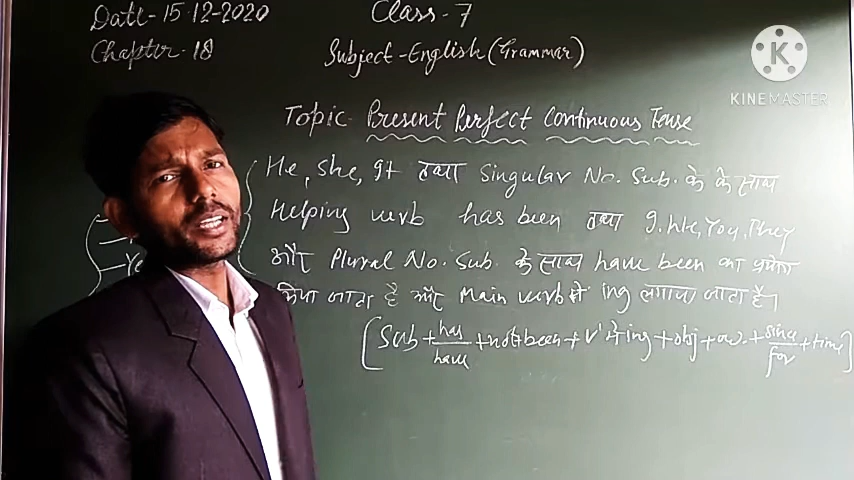 Date-15.12-2020
Class-7
Chapter-18
Subject-English (Grammar)
K
KINEMASTER
Topic- Present Perfect Continuous Tense
He, She, It तथा Singular No. Sub. के के साथ
Helping verb has been तथा I, We, You, They
और Plural No. Sub. के साथ have been का प्रयोग
किया जाता है और Main verb में ing लगाया जाता है।
[Sub + has/have + not + been + V¹ में ing + obj + ow. + since/for + time]